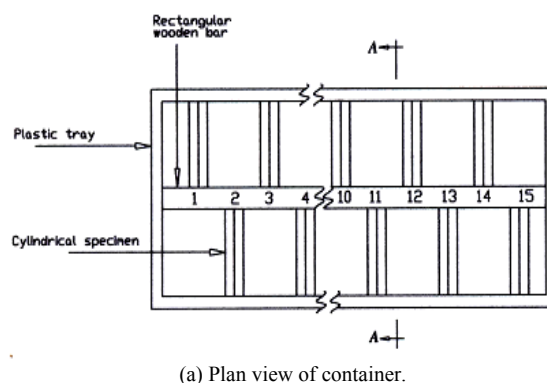 Rectangular
wooden bar
A
Plastic tray
1 2 3 4 10 11 12 13 14 15
Cylindrical specimen
A
(a) Plan view of container.